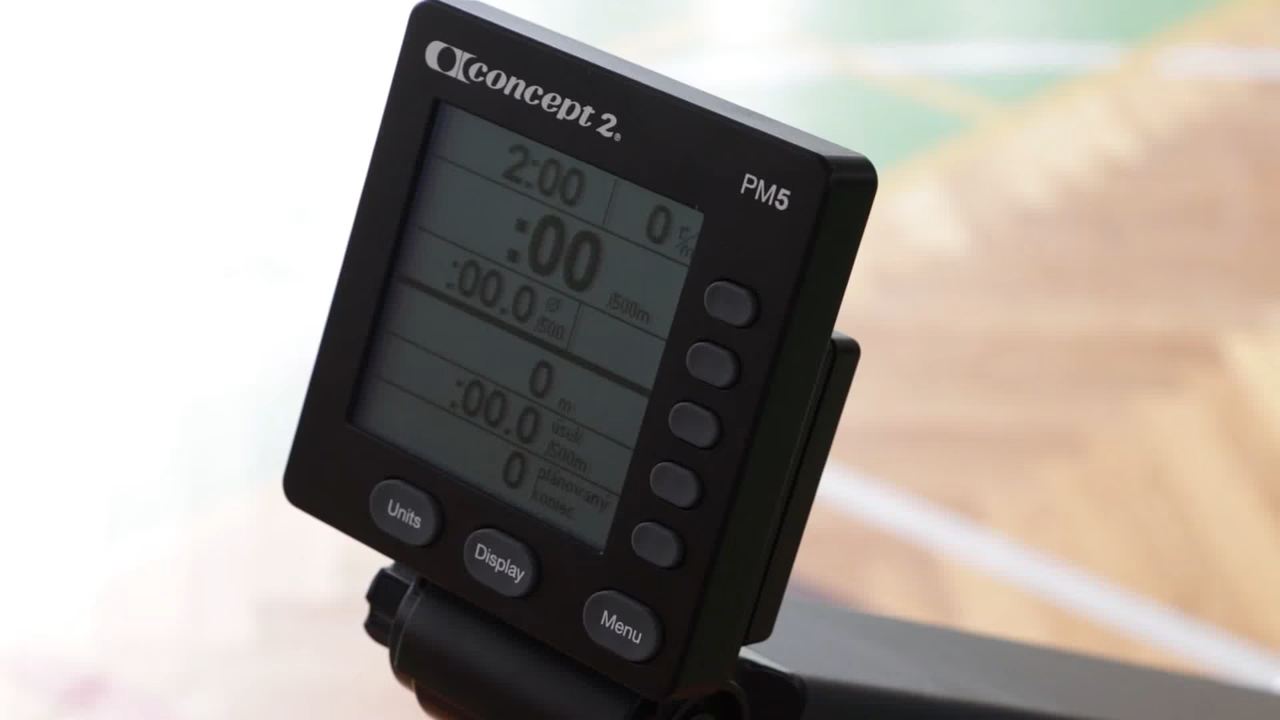 concept 2®
PM5
2:00
0 r/m
:00 /500m
:00.0 Ø /500
0 m
:00.0 úsek /500m
0 plánovaný koniec
Units
Display
Menu